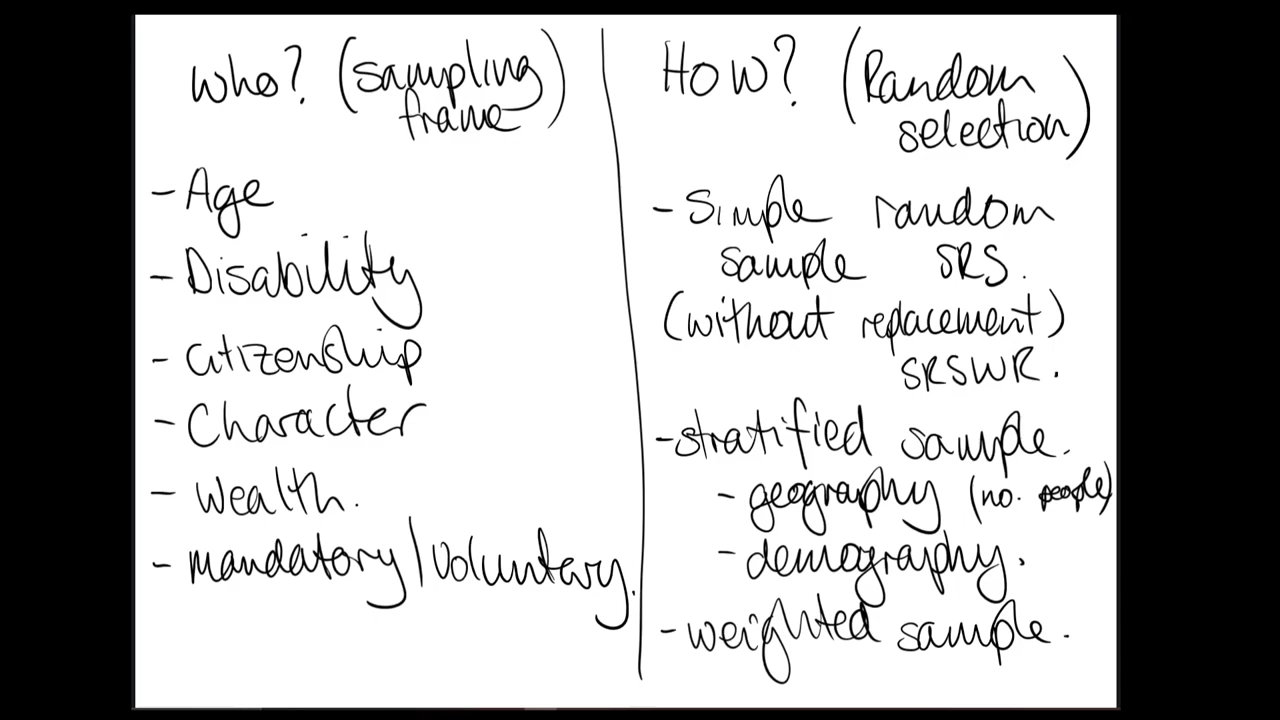 Who? (sampling
frame)
- Age
- Disability
- Citizenship
- Character
- Wealth.
- mandatory/voluntary.
How? (Random
selection)
- Simple random
sample SRS.
(without replacement)
SRSWR.
- stratified sample.
- geography (no. people)
- demography.
- weighted sample.